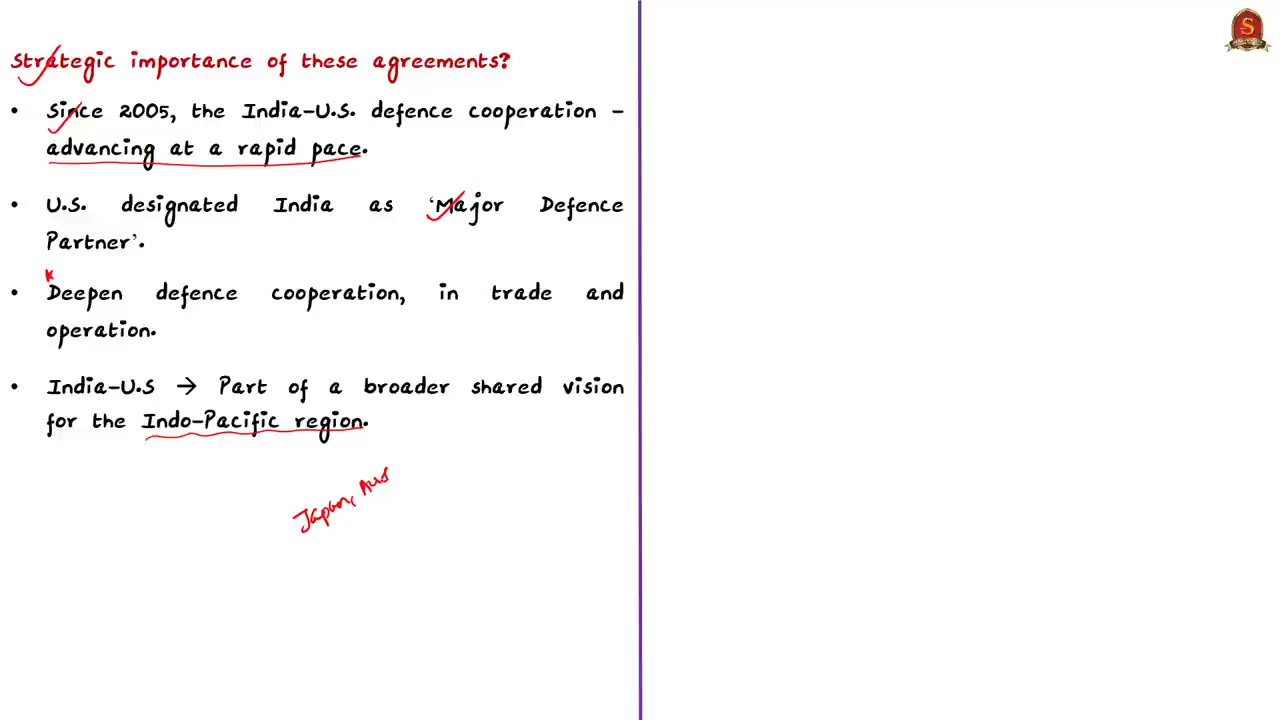 Strategic importance of these agreements?
• Since 2005, the India-U.S. defence cooperation -
advancing at a rapid pace.
• U.S. designated India as ‘Major Defence
Partner’.
• Deepen defence cooperation, in trade and
operation.
• India-U.S → Part of a broader shared vision
for the Indo-Pacific region.
Japan, Aus
S